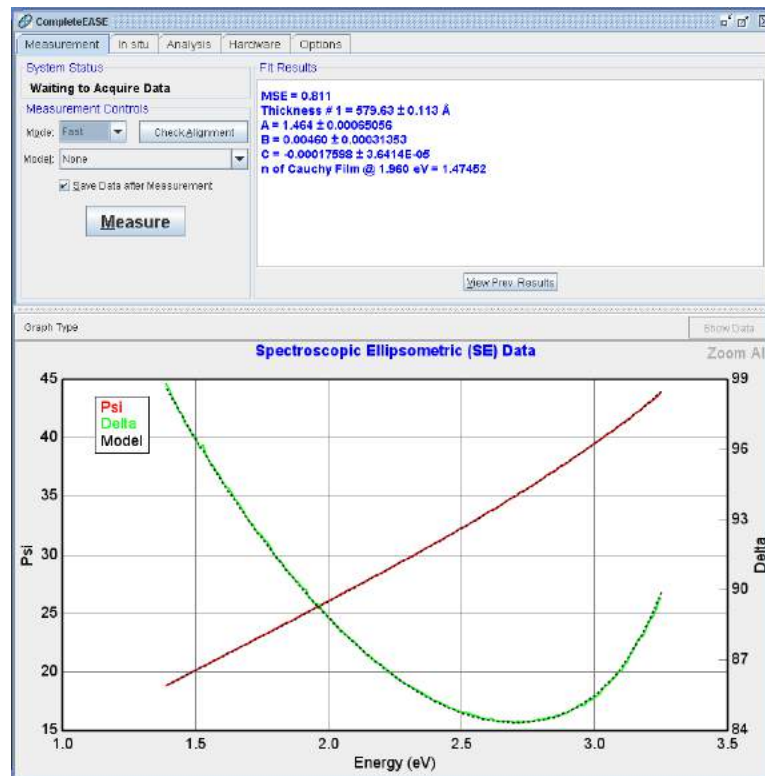 CompleteEASE
Measurement In situ Analysis Hardware Options
System Status
Waiting to Acquire Data
Measurement Controls
Mode: Fast Check Alignment
Model: None
Save Data after Measurement
Measure
Fit Results
MSE = 0.811
Thickness # 1 = 579.63 ± 0.113 Å
A = 1.464 ± 0.00065056
B = 0.00460 ± 0.00031353
C = -0.00017598 ± 3.6414E-05
n of Cauchy Film @ 1.960 eV = 1.47452
View Prev. Results
Graph Type
Show Data
Spectroscopic Ellipsometric (SE) Data
Zoom Al
Psi
Delta
Model
45
40
35
30
25
20
15
Psi
99
96
93
90
87
84
Delta
1.0 1.5 2.0 2.5 3.0 3.5
Energy (eV)